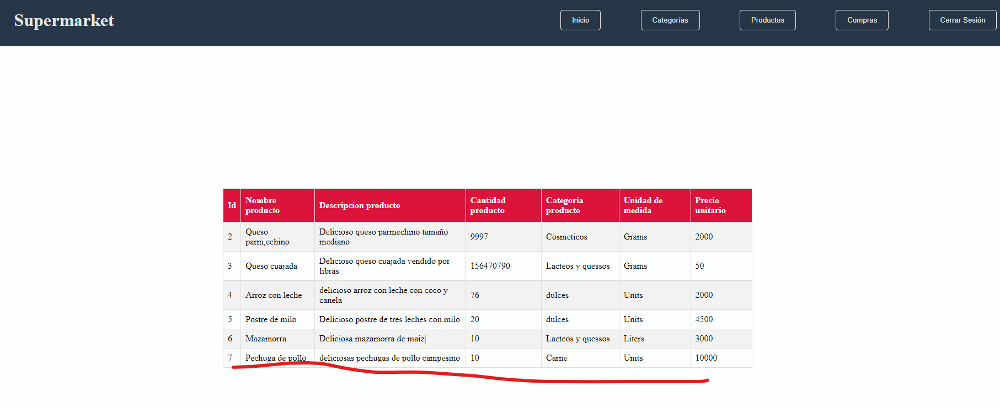 Supermarket
Inicio
Categorías
Productos
Compras
Cerrar Sesión
Id
Nombre
producto
Descripcion producto
Cantidad
producto
Categoria
producto
Unidad de
medida
Precio
unitario
2
Queso
parm,echino
Delicioso queso parmechino tamaño
mediano
9997
Cosmeticos
Grams
2000
3
Queso cuajada
Delicioso queso cuajada vendido por
libras
156470790
Lacteos y quessos
Grams
50
4
Arroz con leche
delicioso arroz con leche con coco y
canela
76
dulces
Units
2000
5
Postre de milo
Delicioso postre de tres leches con milo
20
dulces
Units
4500
6
Mazamorra
Deliciosa mazamorra de maiz|
10
Lacteos y quessos
Liters
3000
7
Pechuga de pollo
deliciosas pechugas de pollo campesino
10
Carne
Units
10000